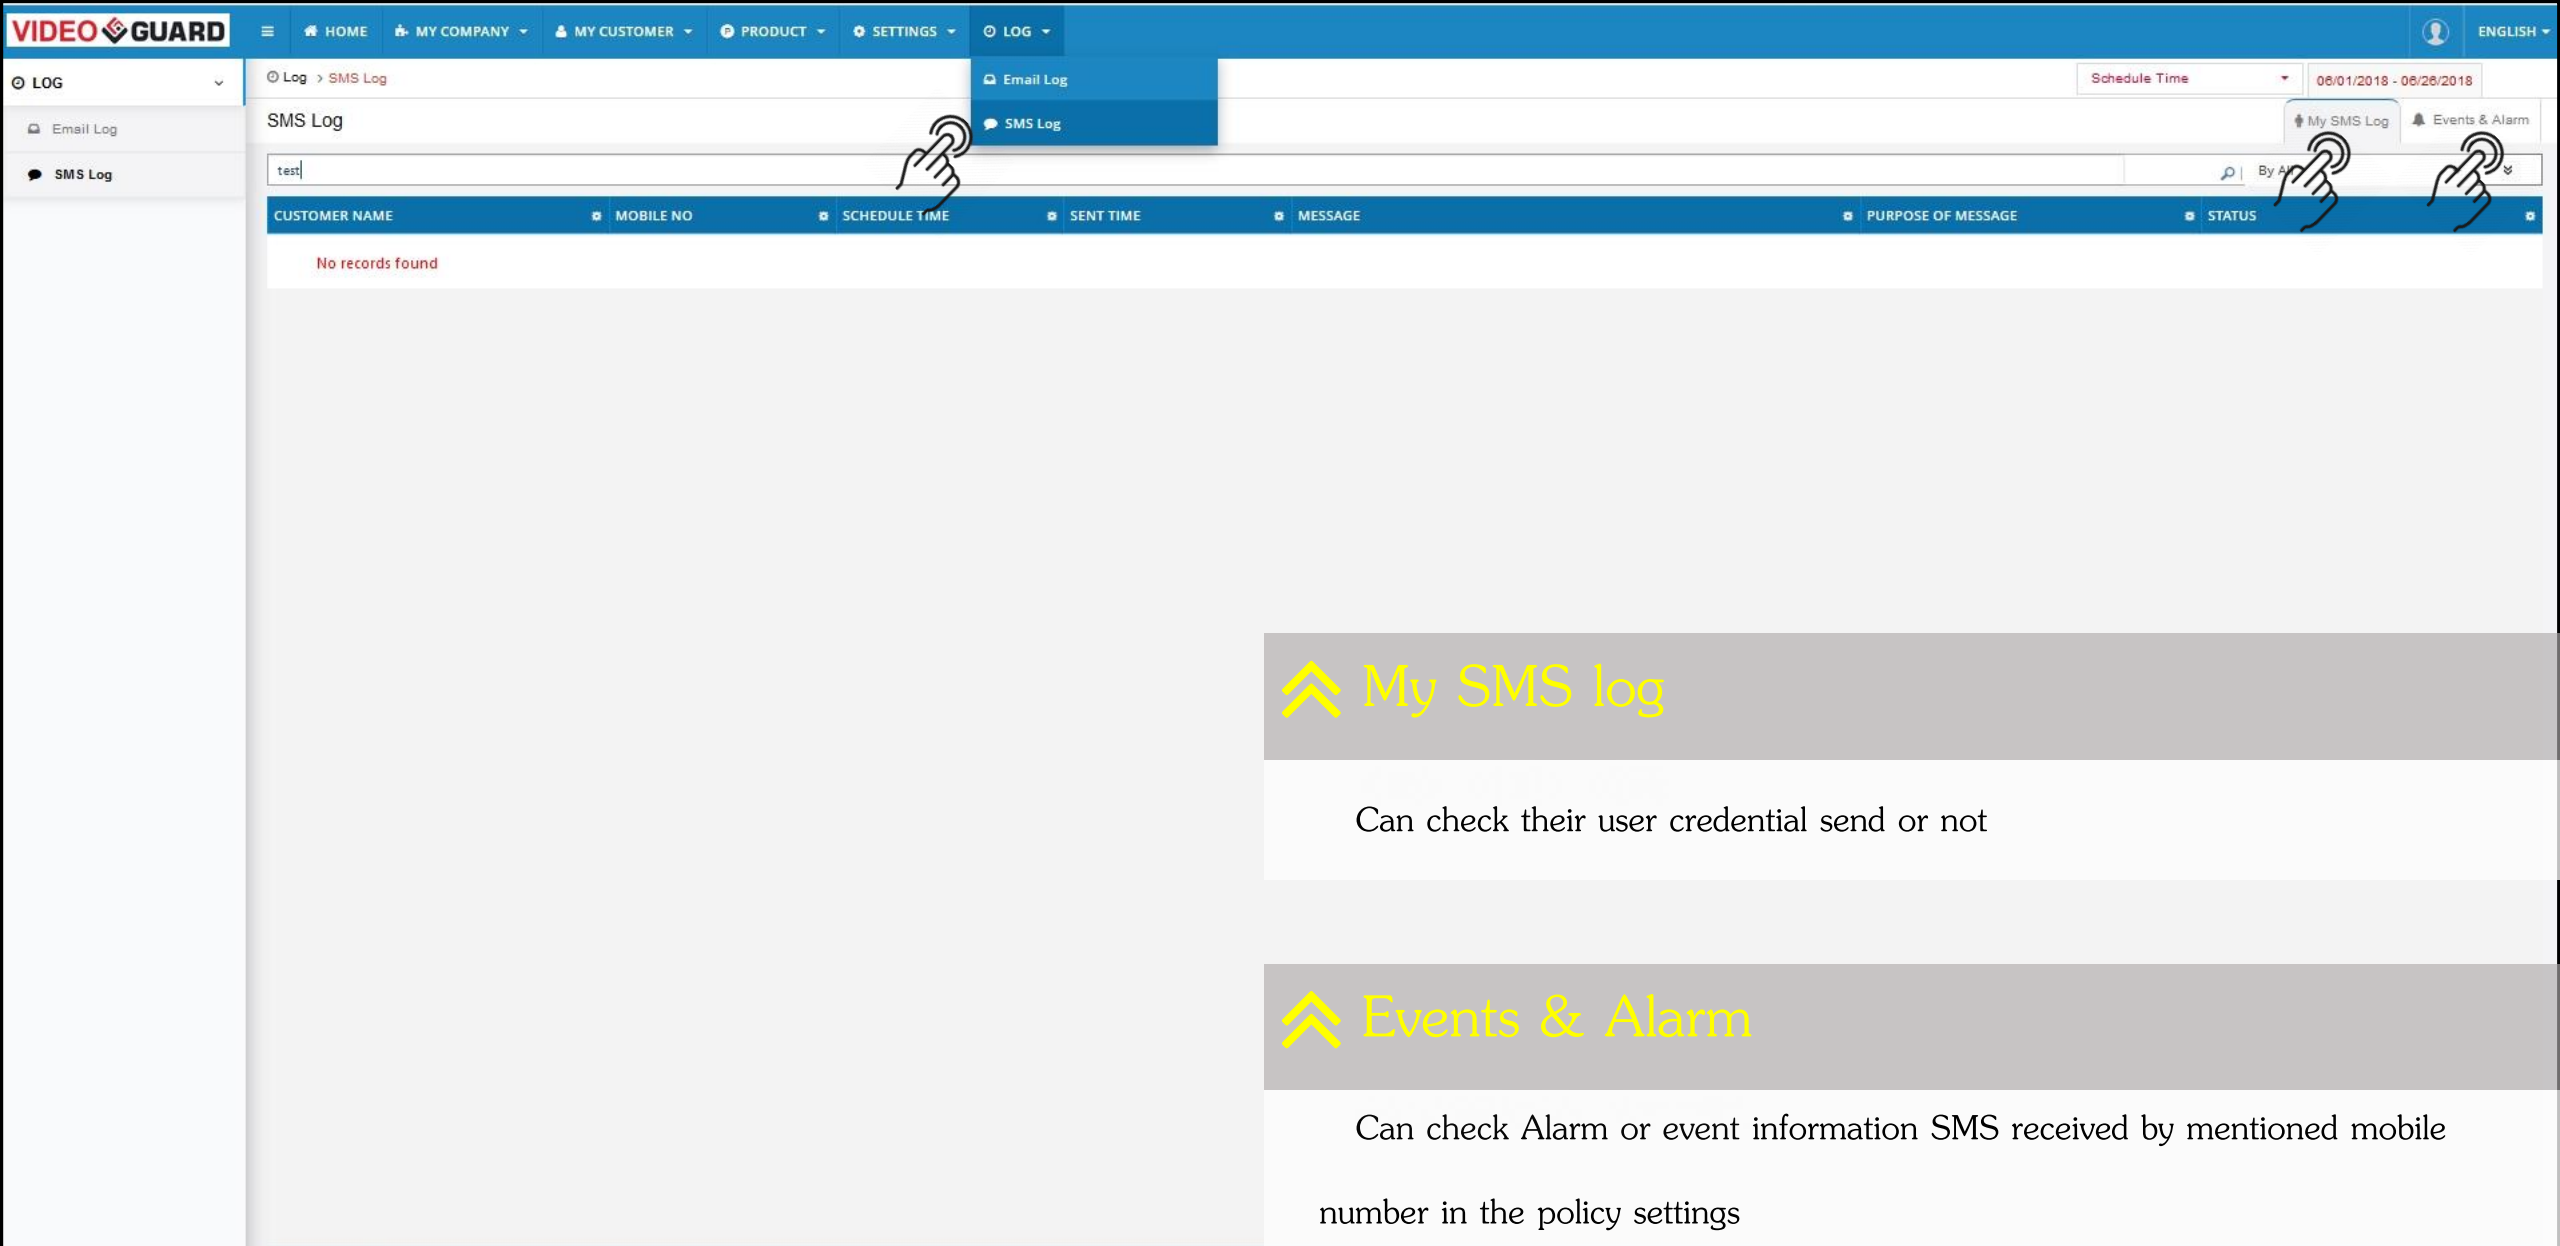 VIDEO GUARD
HOME MY COMPANY MY CUSTOMER PRODUCT SETTINGS LOG ENGLISH
LOG
Log > SMS Log
Email Log
Schedule Time
06/01/2018 - 06/26/2018
Email Log
SMS Log
SMS Log
My SMS Log
Events & Alarm
SMS Log
test
By
CUSTOMER NAME MOBILE NO SCHEDULE TIME SENT TIME MESSAGE PURPOSE OF MESSAGE STATUS
No records found
My SMS log
Can check their user credential send or not
Events & Alarm
Can check Alarm or event information SMS received by mentioned mobile
number in the policy settings